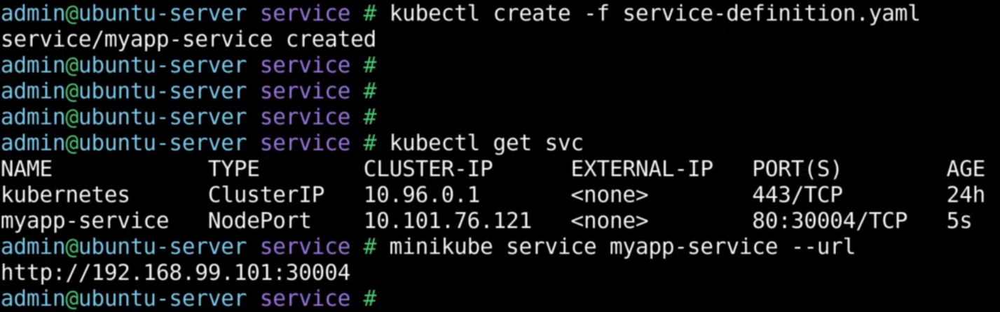 admin@ubuntu-server service # kubectl create -f service-definition.yaml
service/myapp-service created
admin@ubuntu-server service #
admin@ubuntu-server service #
admin@ubuntu-server service #
admin@ubuntu-server service # kubectl get svc
NAME            TYPE        CLUSTER-IP      EXTERNAL-IP   PORT(S)        AGE
kubernetes      ClusterIP   10.96.0.1       <none>        443/TCP        24h
myapp-service   NodePort    10.101.76.121   <none>        80:30004/TCP   5s
admin@ubuntu-server service # minikube service myapp-service --url
http://192.168.99.101:30004
admin@ubuntu-server service #